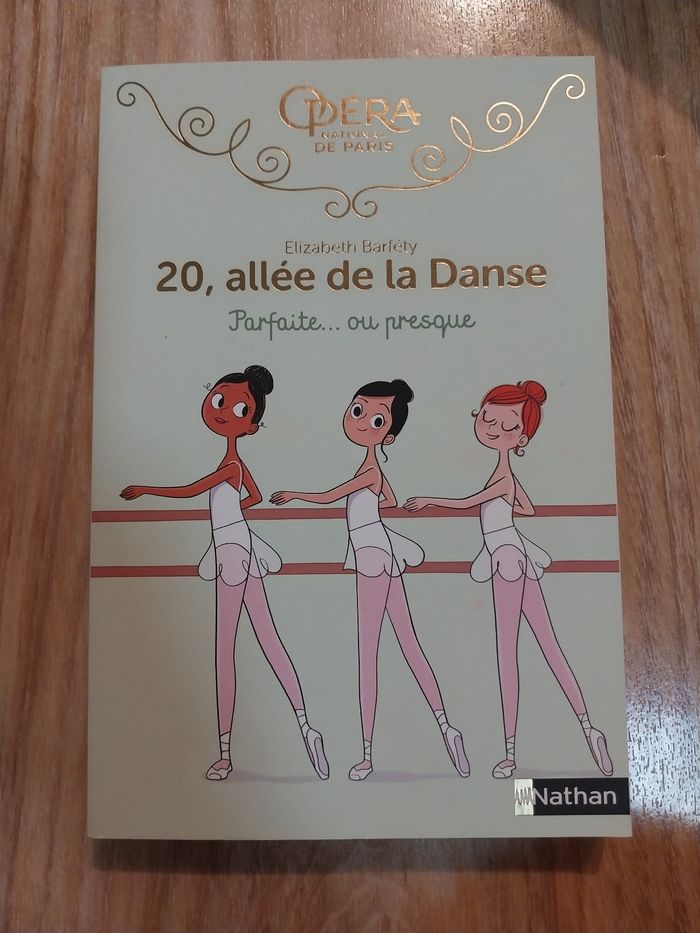 OPÉRA
NATIONAL
DE PARIS
Elizabeth Barféty
20, allée de la Danse
Parfaite... ou presque
Nathan